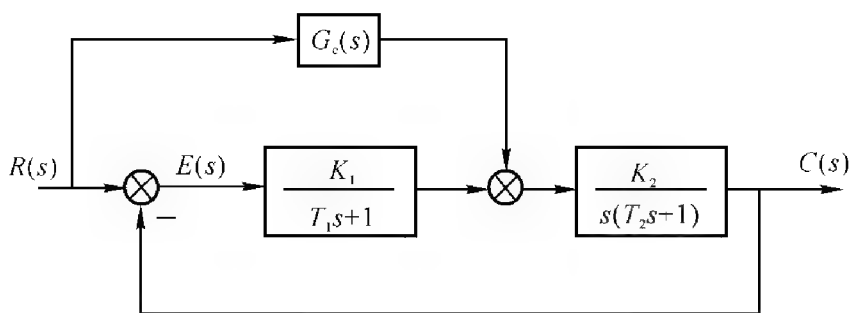 G_c(s)
R(s)
E(s)
K_1
T_1s+1
K_2
s(T_2s+1)
C(s)
−